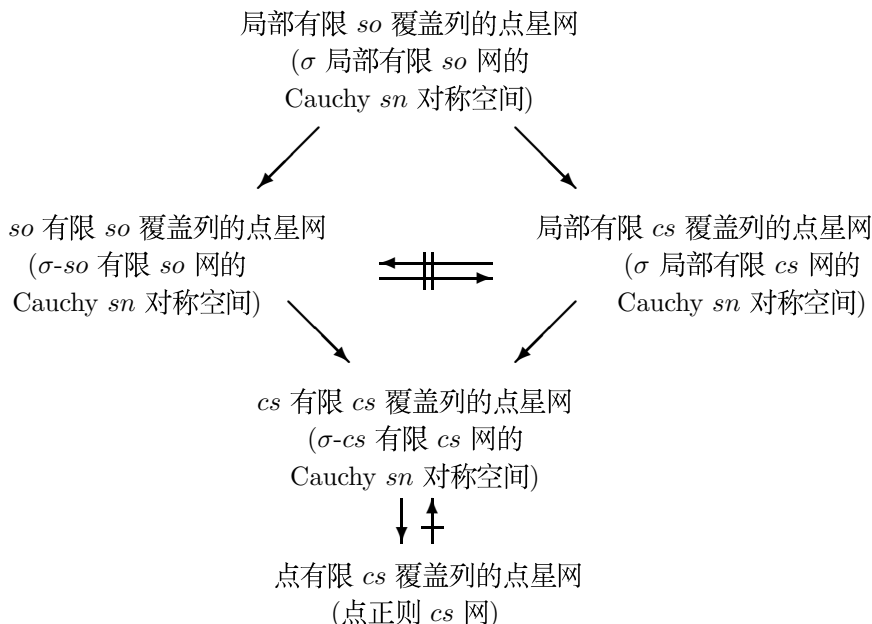 局部有限 so 覆盖列的点星网
(σ 局部有限 so 网的
Cauchy sn 对称空间)
so 有限 so 覆盖列的点星网
(σ-so 有限 so 网的
Cauchy sn 对称空间)
局部有限 cs 覆盖列的点星网
(σ 局部有限 cs 网的
Cauchy sn 对称空间)
cs 有限 cs 覆盖列的点星网
(σ-cs 有限 cs 网的
Cauchy sn 对称空间)
点有限 cs 覆盖列的点星网
(点正则 cs 网)